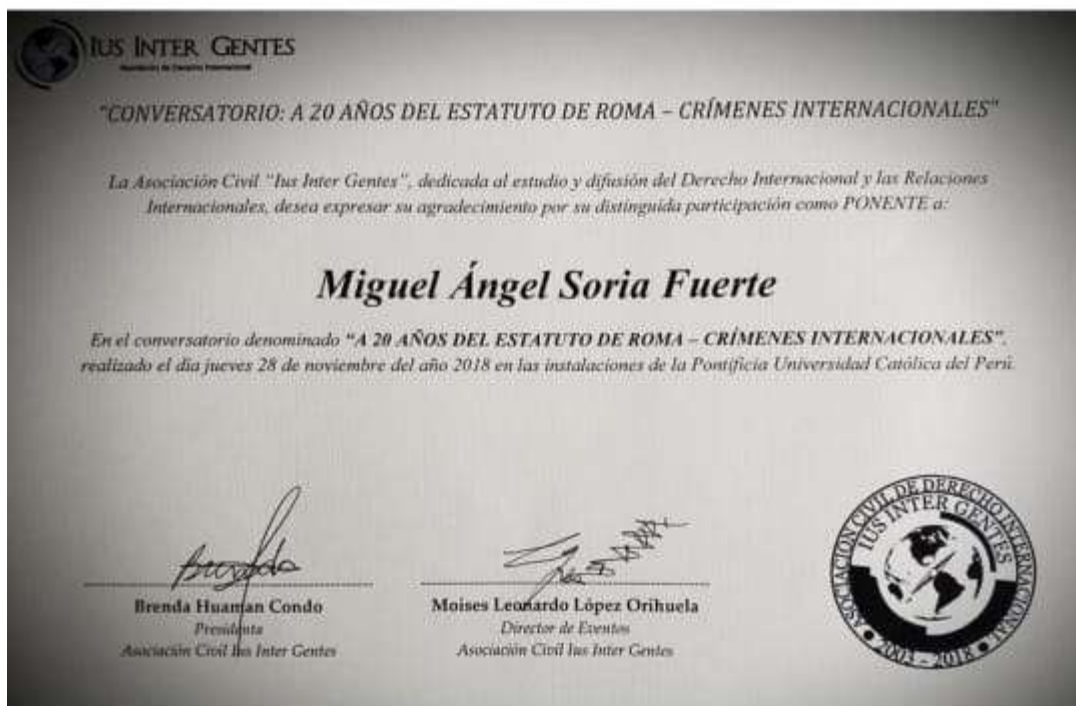 IUS INTER GENTES
Asociación de Derecho Internacional
"CONVERSATORIO: A 20 AÑOS DEL ESTATUTO DE ROMA – CRÍMENES INTERNACIONALES"
La Asociación Civil "Ius Inter Gentes", dedicada al estudio y difusión del Derecho Internacional y las Relaciones
Internacionales, desea expresar su agradecimiento por su distinguida participación como PONENTE a:
Miguel Ángel Soria Fuerte
En el conversatorio denominado "A 20 AÑOS DEL ESTATUTO DE ROMA – CRÍMENES INTERNACIONALES",
realizado el día jueves 28 de noviembre del año 2018 en las instalaciones de la Pontificia Universidad Católica del Perú.
Brenda Huaman Condo
Presidenta
Asociación Civil Ius Inter Gentes
Moises Leonardo López Orihuela
Director de Eventos
Asociación Civil Ius Inter Gentes
ASOCIACIÓN CIVIL DE DERECHO INTERNACIONAL
IUS INTER GENTES
2003 - 2018